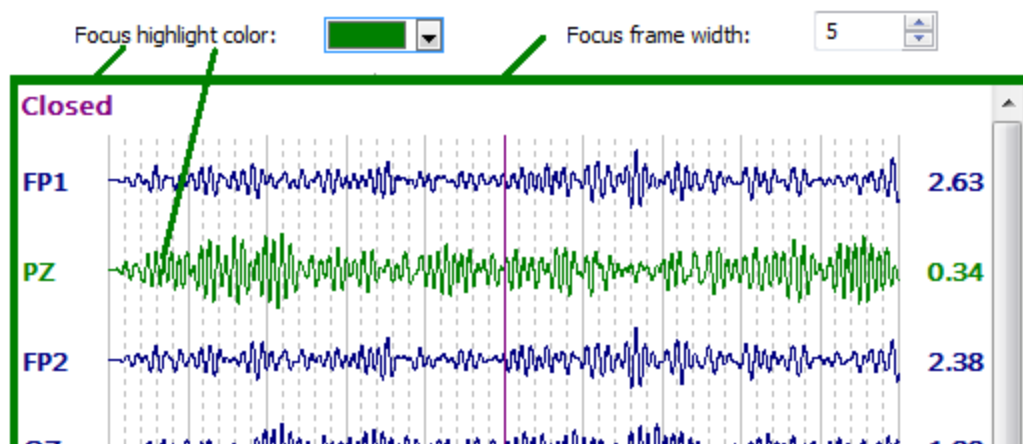 Focus highlight color:
Focus frame width: 5
Closed
FP1 2.63
PZ 0.34
FP2 2.38